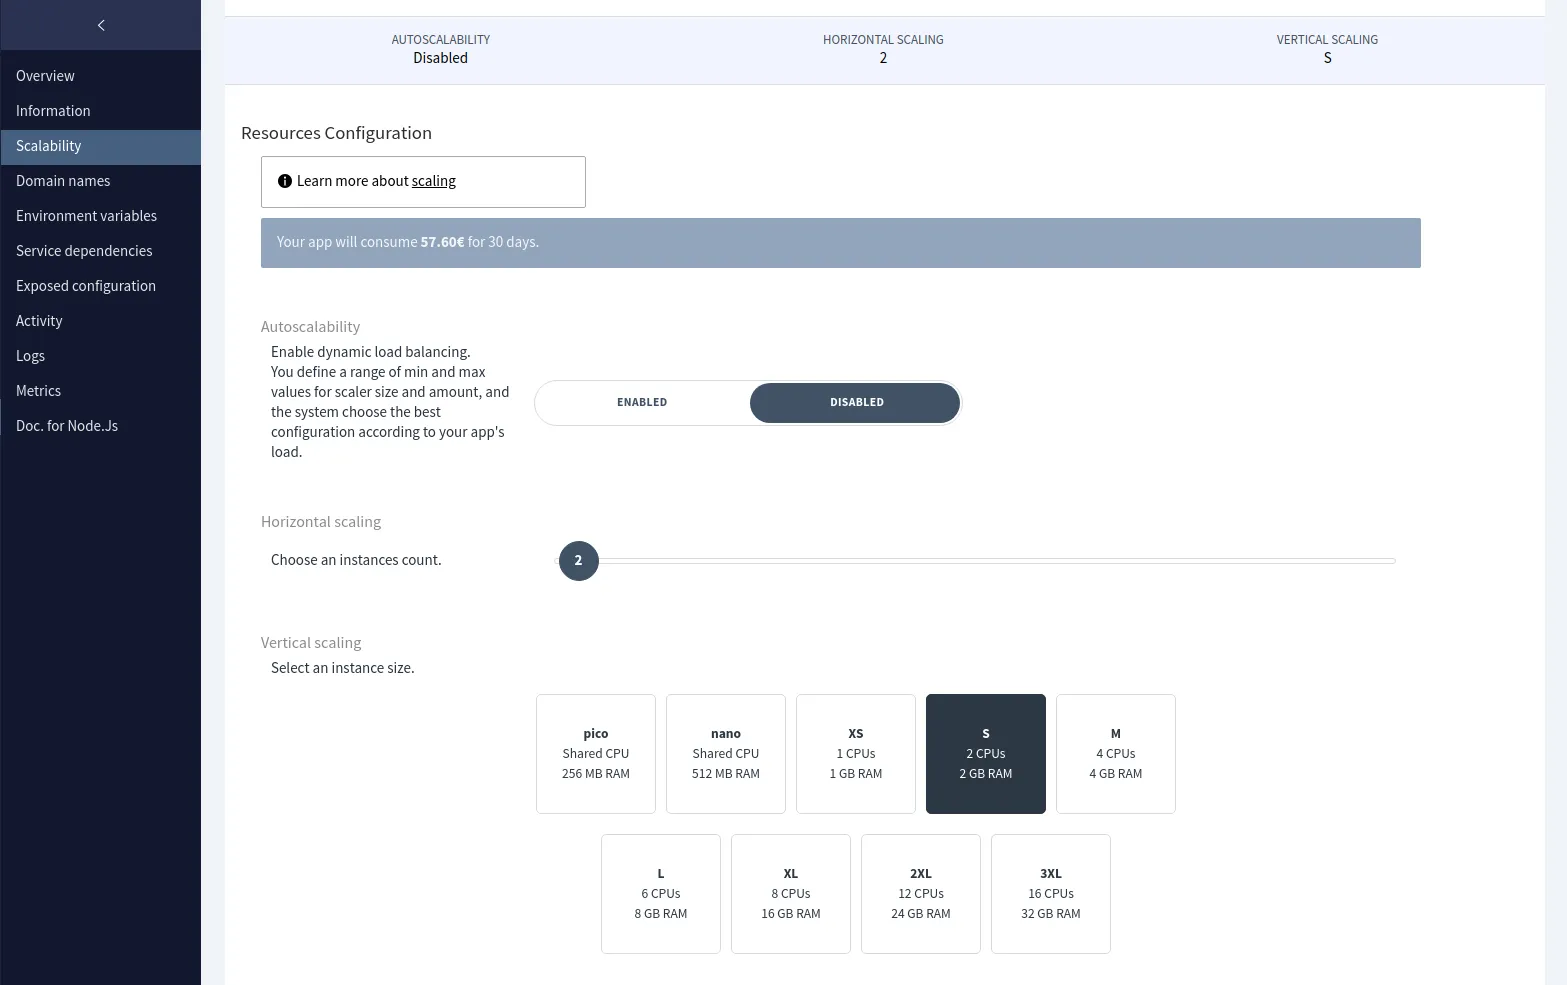 Overview
Information
Scalability
Domain names
Environment variables
Service dependencies
Exposed configuration
Activity
Logs
Metrics
Doc. for Node.Js
AUTOSCALABILITY
Disabled
HORIZONTAL SCALING
2
VERTICAL SCALING
S
Resources Configuration
Learn more about scaling
Your app will consume 57.60€ for 30 days.
Autoscalability
Enable dynamic load balancing.
You define a range of min and max
values for scaler size and amount, and
the system choose the best
configuration according to your app's
load.
ENABLED
DISABLED
Horizontal scaling
Choose an instances count.
2
Vertical scaling
Select an instance size.
pico
Shared CPU
256 MB RAM
nano
Shared CPU
512 MB RAM
XS
1 CPUs
1 GB RAM
S
2 CPUs
2 GB RAM
M
4 CPUs
4 GB RAM
L
6 CPUs
8 GB RAM
XL
8 CPUs
16 GB RAM
2XL
12 CPUs
24 GB RAM
3XL
16 CPUs
32 GB RAM